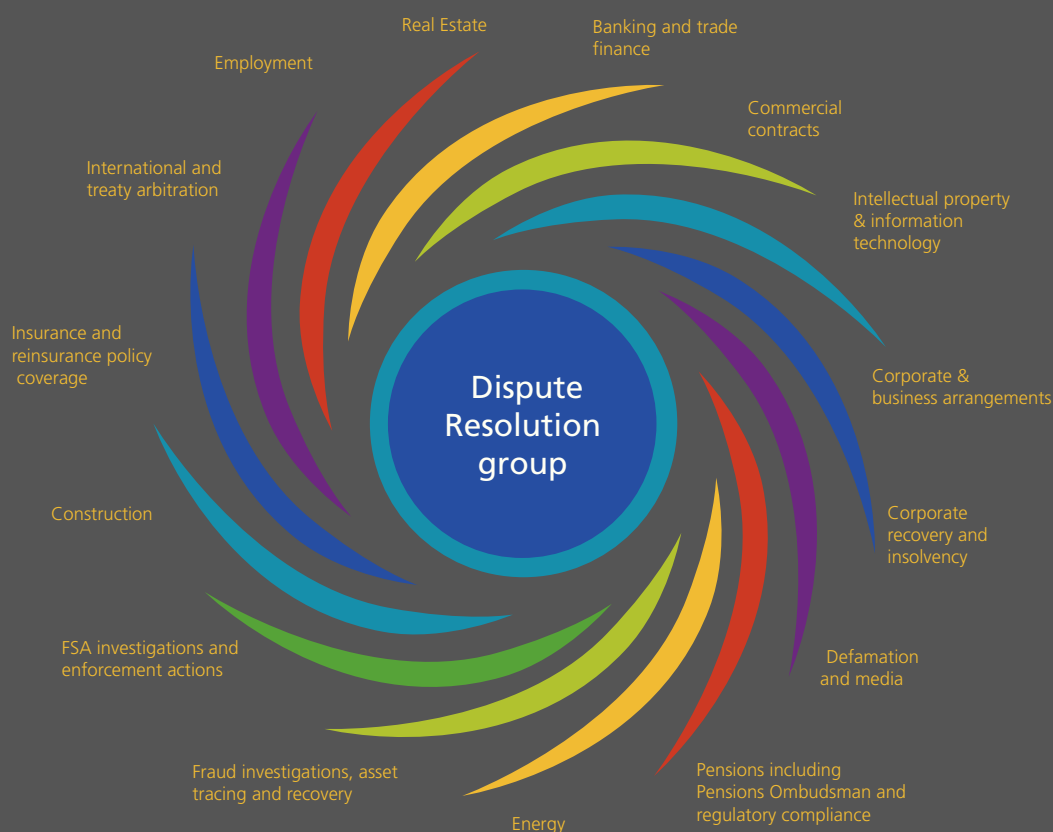 Real Estate
Banking and trade
finance
Employment
Commercial
contracts
International and
treaty arbitration
Intellectual property
& information
technology
Insurance and
reinsurance policy
coverage
Corporate &
business arrangements
Dispute
Resolution
group
Construction
Corporate
recovery and
insolvency
FSA investigations and
enforcement actions
Defamation
and media
Fraud investigations, asset
tracing and recovery
Pensions including
Pensions Ombudsman and
regulatory compliance
Energy